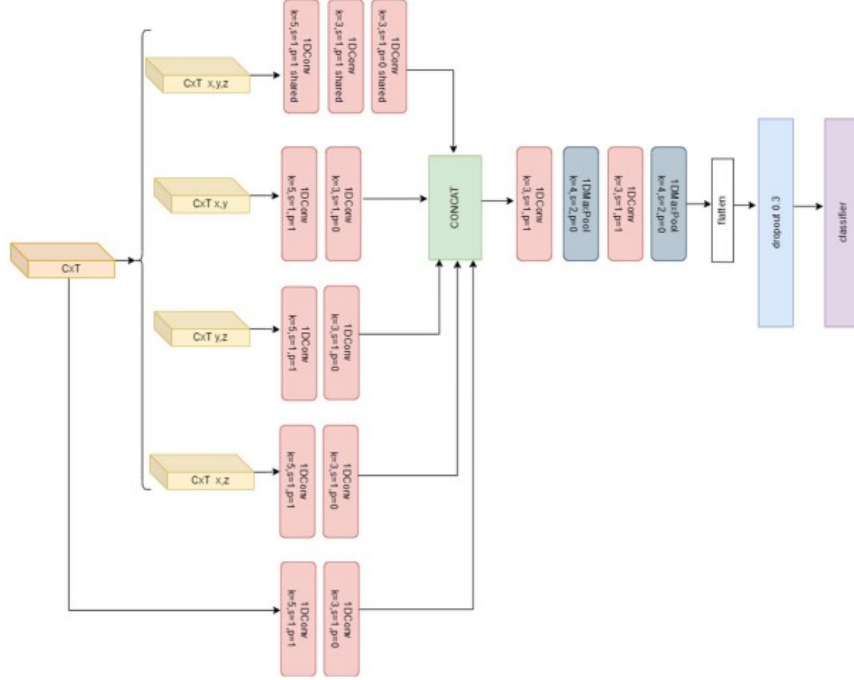 CxT
CxT x,y,z
1DConv
k=5,s=1,p=1 shared
1DConv
k=3,s=1,p=1 shared
1DConv
k=3,s=1,p=0 shared
CxT x,y
1DConv
k=5,s=1,p=1
1DConv
k=3,s=1,p=0
CxT y,z
1DConv
k=5,s=1,p=1
1DConv
k=3,s=1,p=0
CxT x,z
1DConv
k=5,s=1,p=1
1DConv
k=3,s=1,p=0
1DConv
k=5,s=1,p=1
1DConv
k=3,s=1,p=0
CONCAT
1DConv
k=3,s=1,p=1
1DMaxPool
k=4,s=2,p=0
1DConv
k=3,s=1,p=1
1DMaxPool
k=4,s=2,p=0
flatten
dropout 0.3
classifier